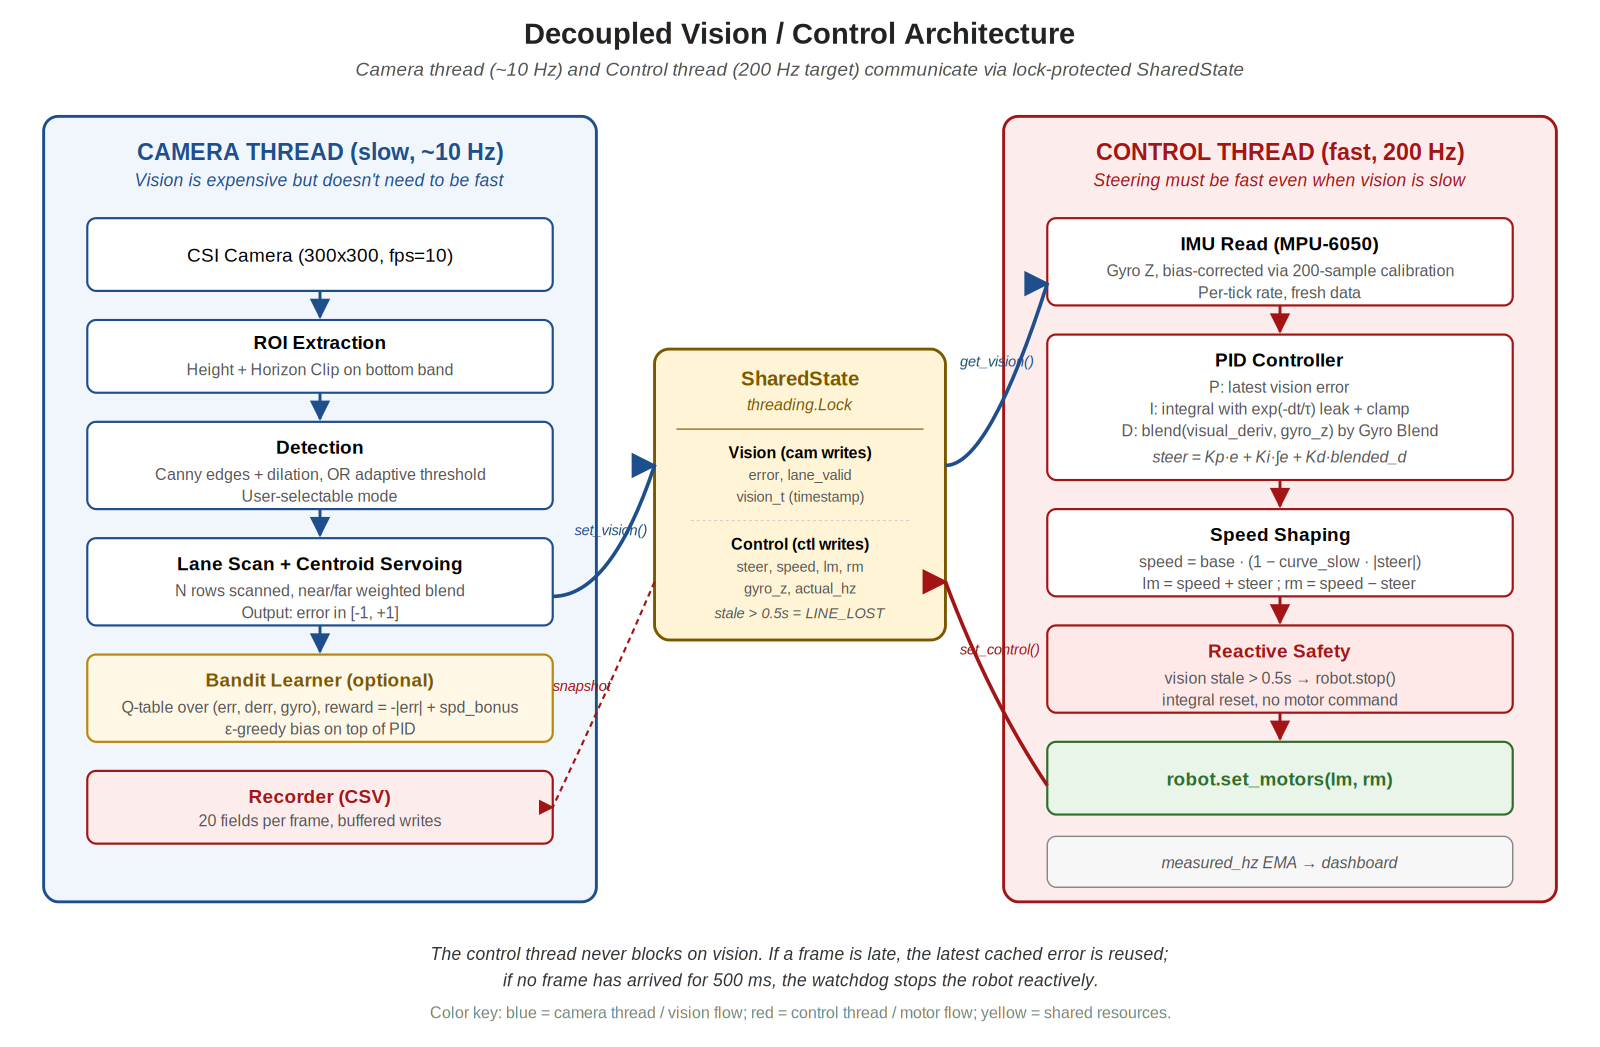 Decoupled Vision / Control Architecture
Camera thread (~10 Hz) and Control thread (200 Hz target) communicate via lock-protected SharedState
CAMERA THREAD (slow, ~10 Hz)
Vision is expensive but doesn't need to be fast
CSI Camera (300x300, fps=10)
ROI Extraction
Height + Horizon Clip on bottom band
Detection
Canny edges + dilation, OR adaptive threshold
User-selectable mode
Lane Scan + Centroid Servoing
N rows scanned, near/far weighted blend
Output: error in [-1, +1]
Bandit Learner (optional)
Q-table over (err, derr, gyro), reward = -|err| + spd_bonus
ε-greedy bias on top of PID
Recorder (CSV)
20 fields per frame, buffered writes
set_vision()
snapshot
SharedState
threading.Lock
Vision (cam writes)
error, lane_valid
vision_t (timestamp)
Control (ctl writes)
steer, speed, lm, rm
gyro_z, actual_hz
stale > 0.5s = LINE_LOST
get_vision()
set_control()
CONTROL THREAD (fast, 200 Hz)
Steering must be fast even when vision is slow
IMU Read (MPU-6050)
Gyro Z, bias-corrected via 200-sample calibration
Per-tick rate, fresh data
PID Controller
P: latest vision error
I: integral with exp(-dt/τ) leak + clamp
D: blend(visual_deriv, gyro_z) by Gyro Blend
steer = Kp·e + Ki·∫e + Kd·blended_d
Speed Shaping
speed = base · (1 − curve_slow · |steer|)
lm = speed + steer ; rm = speed − steer
Reactive Safety
vision stale > 0.5s → robot.stop()
integral reset, no motor command
robot.set_motors(lm, rm)
measured_hz EMA → dashboard
The control thread never blocks on vision. If a frame is late, the latest cached error is reused;
if no frame has arrived for 500 ms, the watchdog stops the robot reactively.
Color key: blue = camera thread / vision flow; red = control thread / motor flow; yellow = shared resources.